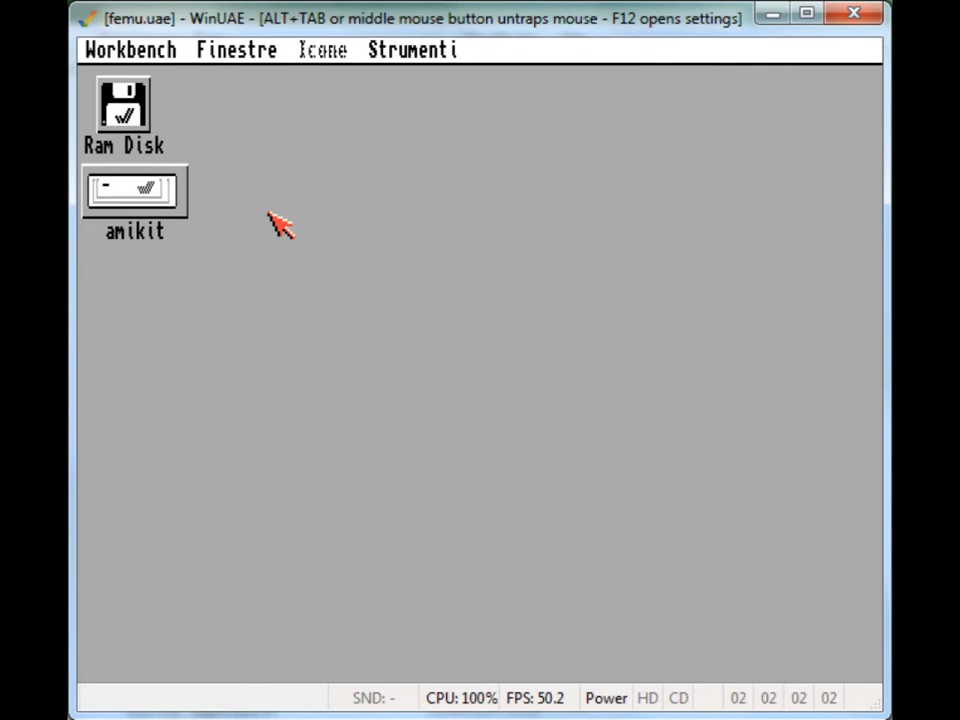 [femu.uae] - WinUAE - [ALT+TAB or middle mouse button untraps mouse - F12 opens settings]
Workbench Finestre Icone Strumenti
Ram Disk
amikit
SND: - CPU: 100% FPS: 50.2 Power HD CD 02 02 02 02